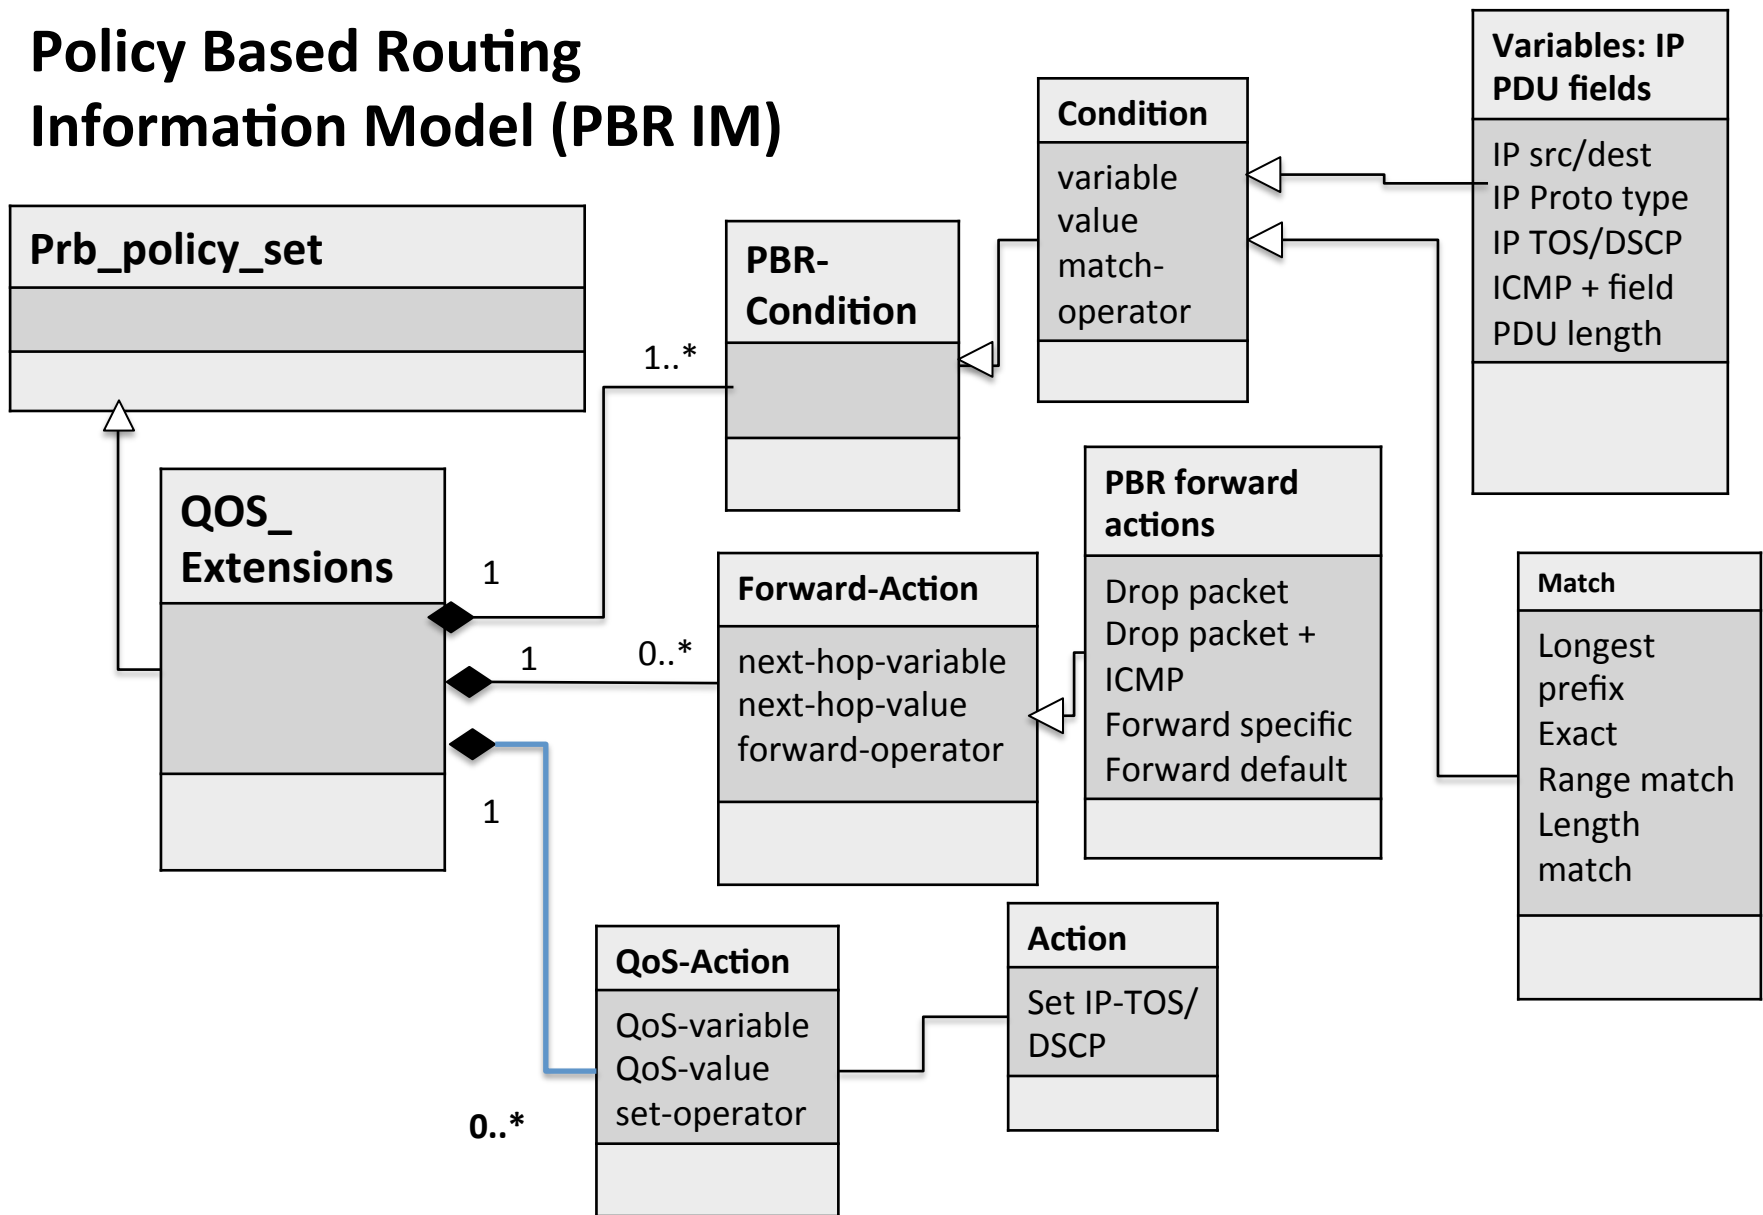 Policy Based Routing
Information Model (PBR IM)
Prb_policy_set
QOS_
Extensions
1
1..*
1
0..*
1
0..*
PBR-
Condition
Condition
variable
value
match-
operator
Variables: IP
PDU fields
IP src/dest
IP Proto type
IP TOS/DSCP
ICMP + field
PDU length
Forward-Action
next-hop-variable
next-hop-value
forward-operator
PBR forward
actions
Drop packet
Drop packet +
ICMP
Forward specific
Forward default
Match
Longest
prefix
Exact
Range match
Length
match
QoS-Action
QoS-variable
QoS-value
set-operator
Action
Set IP-TOS/
DSCP